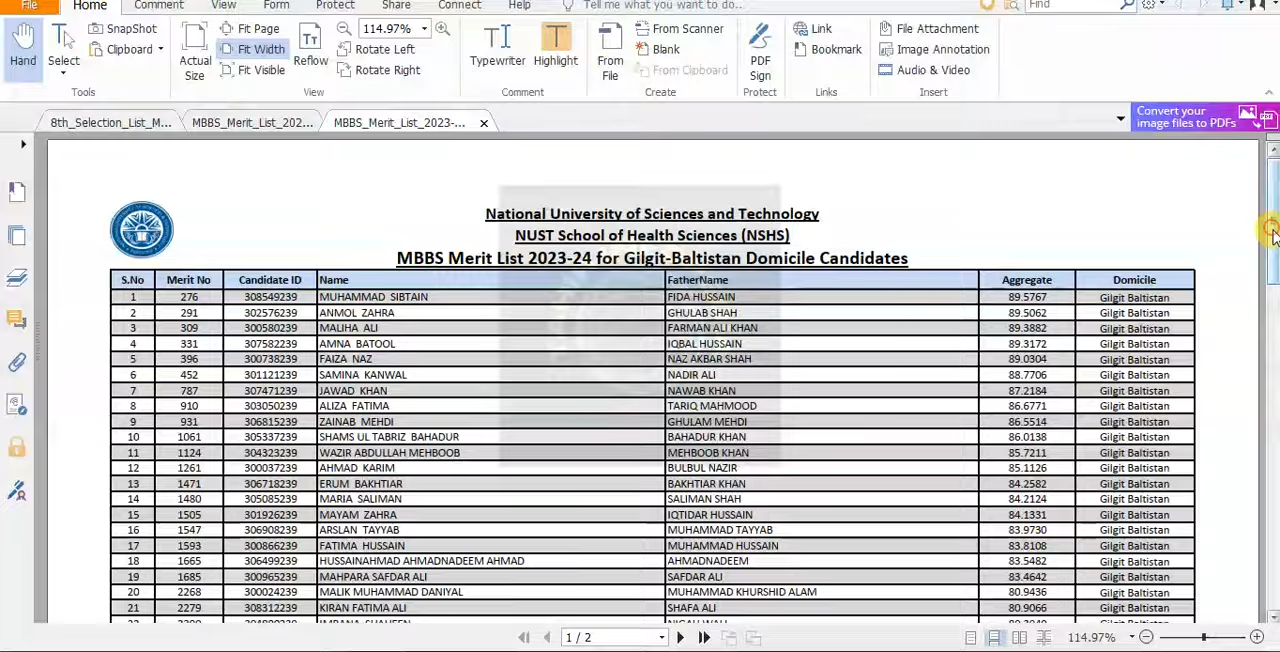 File Home Comment View Form Protect Share Connect Help Tell me what you want to do... Find
Hand Select SnapShot Clipboard Actual Size Fit Page Fit Width Fit Visible Reflow 114.97% Rotate Left Rotate Right Typewriter Highlight From File From Scanner Blank From Clipboard PDF Sign Link Bookmark File Attachment Image Annotation Audio & Video
Tools View Comment Create Protect Links Insert
8th_Selection_List_M... MBBS_Merit_List_202... MBBS_Merit_List_2023-... Convert your image files to PDFs
National University of Sciences and Technology
NUST School of Health Sciences (NSHS)
MBBS Merit List 2023-24 for Gilgit-Baltistan Domicile Candidates
S.No Merit No Candidate ID Name FatherName Aggregate Domicile
1 276 308549239 MUHAMMAD SIBTAIN FIDA HUSSAIN 89.5767 Gilgit Baltistan
2 291 302576239 ANMOL ZAHRA GHULAB SHAH 89.5062 Gilgit Baltistan
3 309 300580239 MALIHA ALI FARMAN ALI KHAN 89.3882 Gilgit Baltistan
4 331 307582239 AMNA BATOOL IQBAL HUSSAIN 89.3172 Gilgit Baltistan
5 396 300738239 FAIZA NAZ NAZ AKBAR SHAH 89.0304 Gilgit Baltistan
6 452 301121239 SAMINA KANWAL NADIR ALI 88.7706 Gilgit Baltistan
7 787 307471239 JAWAD KHAN NAWAB KHAN 87.2184 Gilgit Baltistan
8 910 303050239 ALIZA FATIMA TARIQ MAHMOOD 86.6771 Gilgit Baltistan
9 931 306815239 ZAINAB MEHDI GHULAM MEHDI 86.5514 Gilgit Baltistan
10 1061 305337239 SHAMS UL TABRIZ BAHADUR BAHADUR KHAN 86.0138 Gilgit Baltistan
11 1124 304323239 WAZIR ABDULLAH MEHBOOB MEHBOOB KHAN 85.7211 Gilgit Baltistan
12 1261 300037239 AHMAD KARIM BULBUL NAZIR 85.1126 Gilgit Baltistan
13 1471 306718239 ERUM BAKHTIAR BAKHTIAR KHAN 84.2582 Gilgit Baltistan
14 1480 305085239 MARIA SALIMAN SALIMAN SHAH 84.2124 Gilgit Baltistan
15 1505 301926239 MAYAM ZAHRA IQTIDAR HUSSAIN 84.1331 Gilgit Baltistan
16 1547 306908239 ARSLAN TAYYAB MUHAMMAD TAYYAB 83.9730 Gilgit Baltistan
17 1593 300866239 FATIMA HUSSAIN MUHAMMAD HUSSAIN 83.8108 Gilgit Baltistan
18 1665 306499239 HUSSAINAHMAD AHMADNADEEM AHMAD AHMADNADEEM 83.5482 Gilgit Baltistan
19 1685 300965239 MAHPARA SAFDAR ALI SAFDAR ALI 83.4642 Gilgit Baltistan
20 2268 300024239 MALIK MUHAMMAD DANIYAL MUHAMMAD KHURSHID ALAM 80.9436 Gilgit Baltistan
21 2279 308312239 KIRAN FATIMA ALI SHAFA ALI 80.9066 Gilgit Baltistan
1 / 2 114.97%